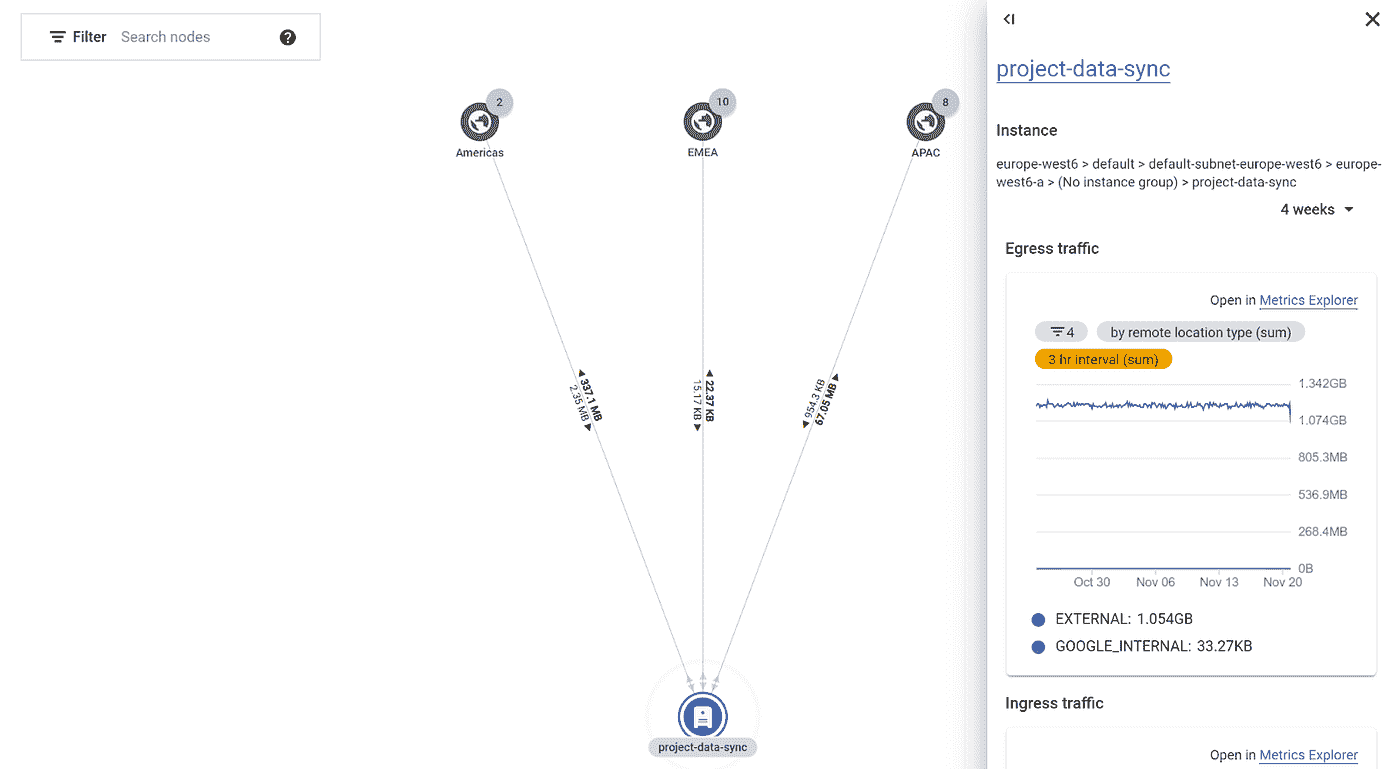 Filter Search nodes ?
2
10
8
Americas
EMEA
APAC
337.1 MB
2.35 MB
22.37 KB
15.17 KB
954.3 KB
67.05 MB
project-data-sync
project-data-sync
Instance
europe-west6 > default > default-subnet-europe-west6 > europe-
west6-a > (No instance group) > project-data-sync
4 weeks
Egress traffic
Open in Metrics Explorer
4 by remote location type (sum)
3 hr interval (sum)
1.342GB
1.074GB
805.3MB
536.9MB
268.4MB
0B
Oct 30 Nov 06 Nov 13 Nov 20
EXTERNAL: 1.054GB
GOOGLE_INTERNAL: 33.27KB
Ingress traffic
Open in Metrics Explorer